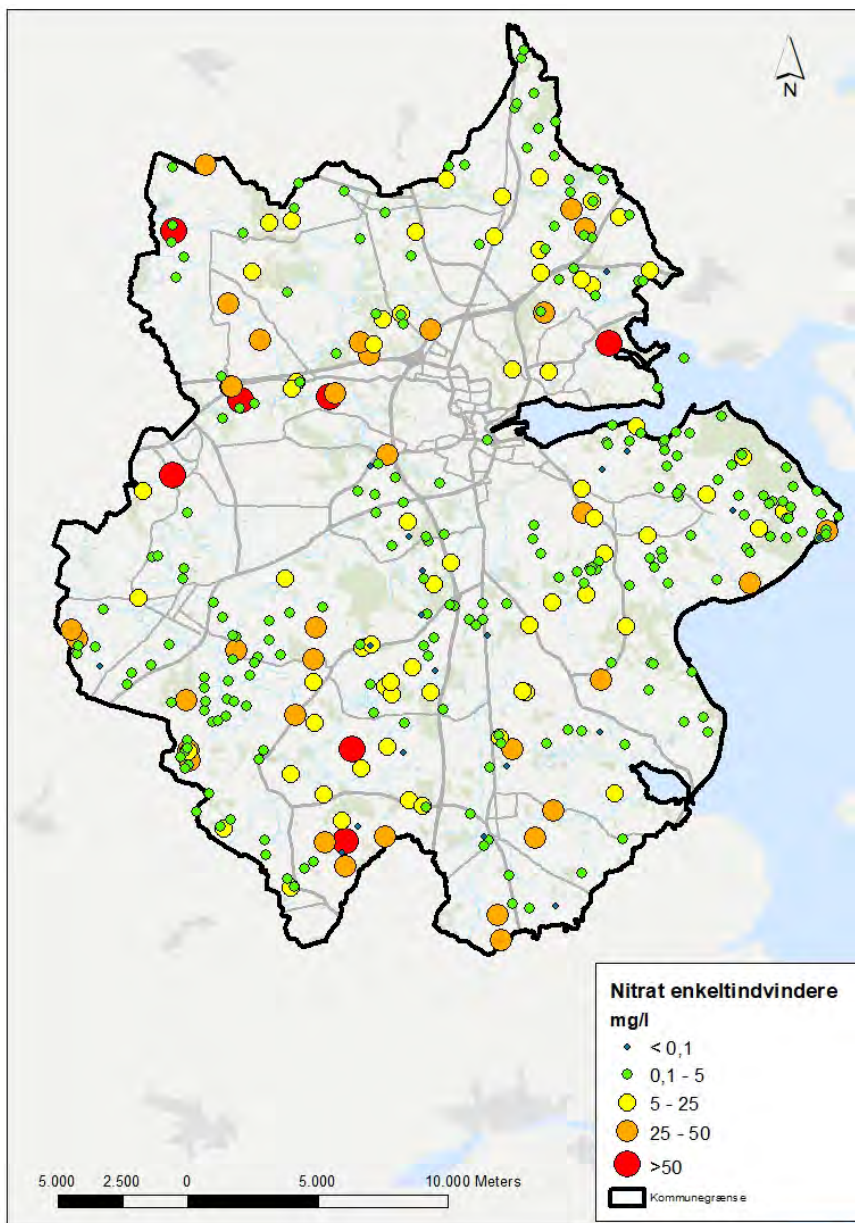 N
Nitrat enkeltindvindere
mg/l
< 0,1
0,1 - 5
5 - 25
25 - 50
>50
Kommunegrænse
5.000 2.500 0 5.000 10.000 Meters